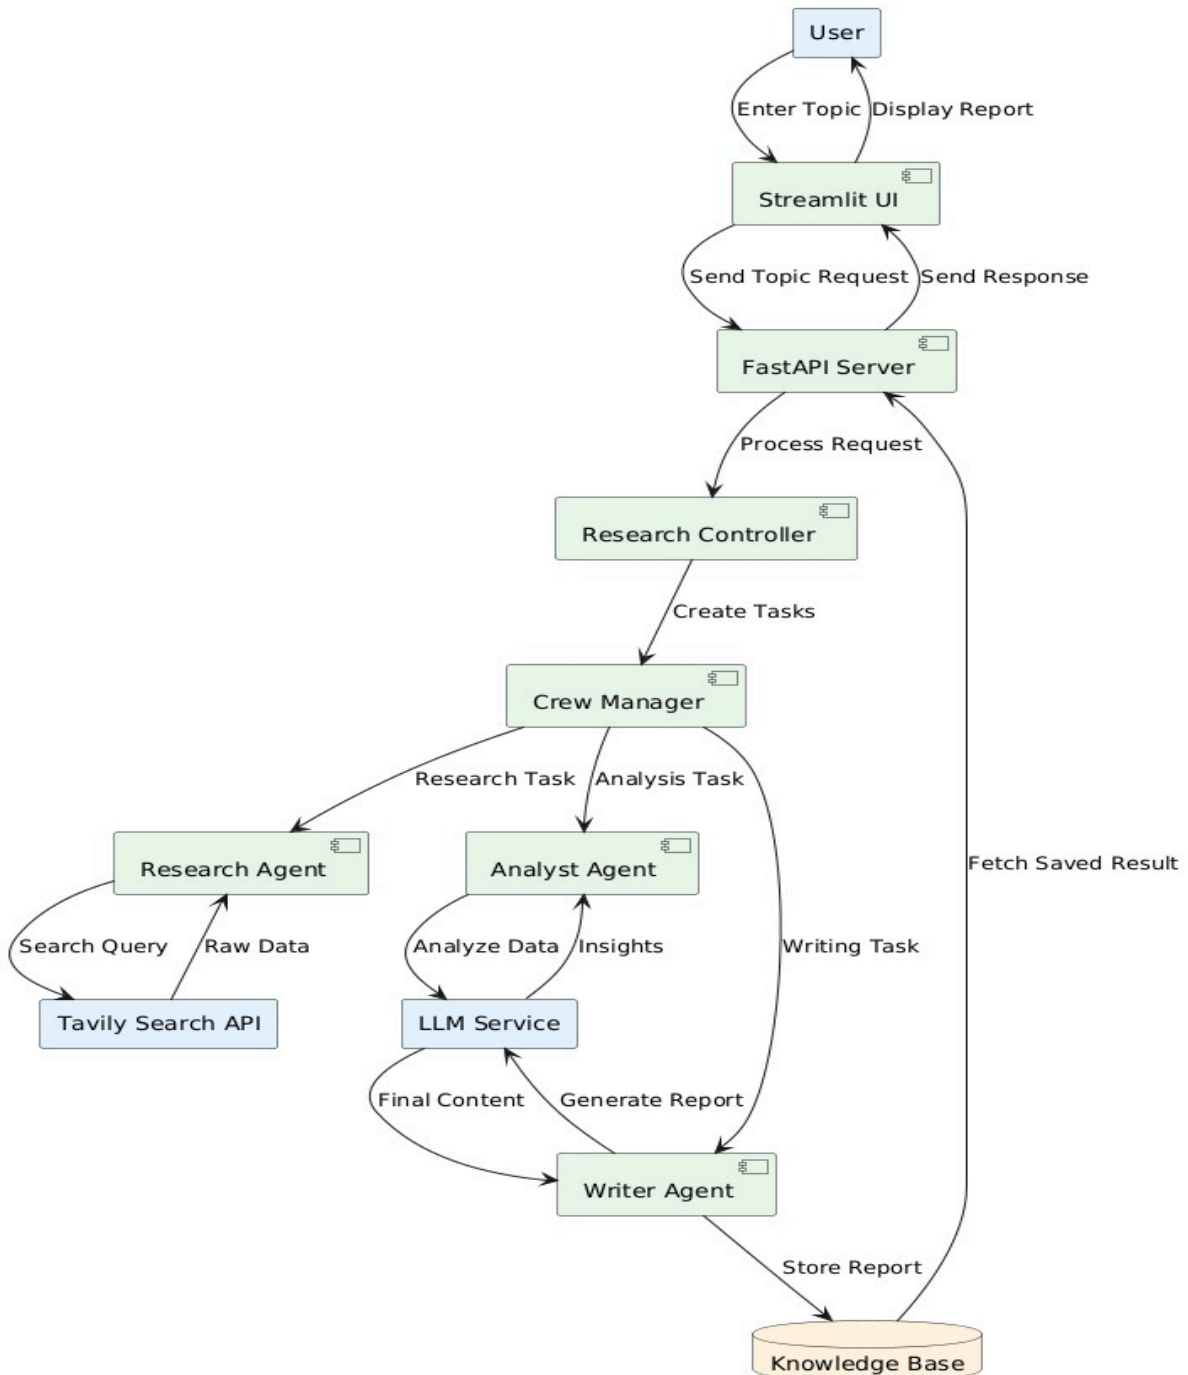 User
Enter Topic
Display Report
Streamlit UI
Send Topic Request
Send Response
FastAPI Server
Process Request
Research Controller
Create Tasks
Crew Manager
Research Task
Analysis Task
Research Agent
Analyst Agent
Fetch Saved Result
Search Query
Raw Data
Analyze Data
Insights
Writing Task
Tavily Search API
LLM Service
Final Content
Generate Report
Writer Agent
Store Report
Knowledge Base